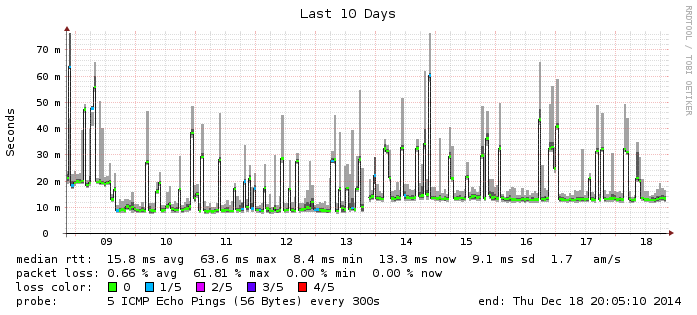 Last 10 Days
RRDTOOL / TOBI OETIKER
Seconds
70 m
60 m
50 m
40 m
30 m
20 m
10 m
0
09 10 11 12 13 14 15 16 17 18
median rtt: 15.8 ms avg 63.6 ms max 8.4 ms min 13.3 ms now 9.1 ms sd 1.7 am/s
packet loss: 0.66 % avg 61.81 % max 0.00 % min 0.00 % now
loss color: 0 1/5 2/5 3/5 4/5
probe: 5 ICMP Echo Pings (56 Bytes) every 300s end: Thu Dec 18 20:05:10 2014